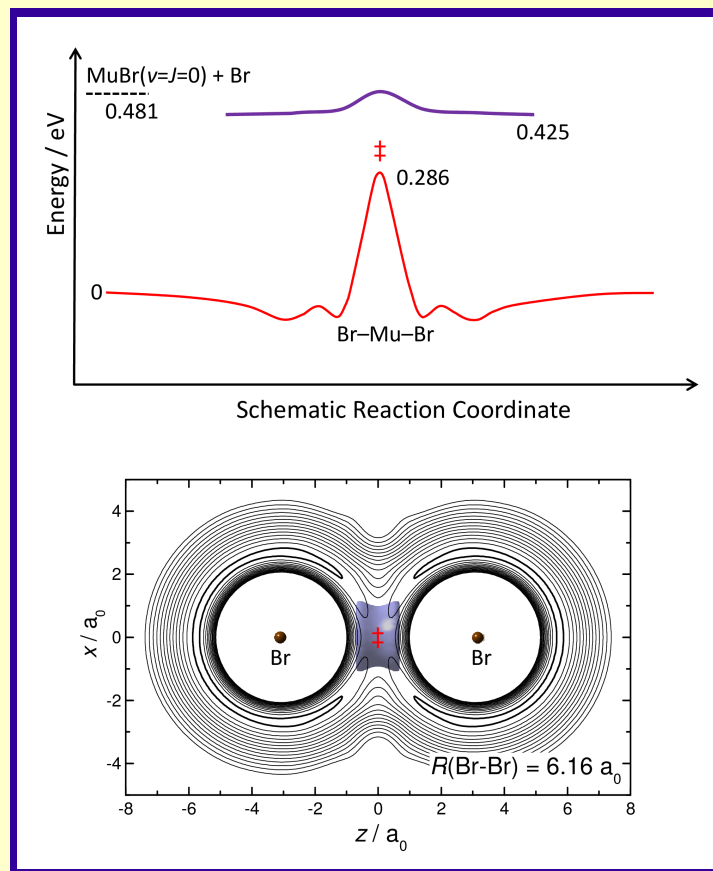 MuBr(v=J=0) + Br
0.481
0.425
‡
0.286
0
Br–Mu–Br
Energy / eV
Schematic Reaction Coordinate
4
2
0
-2
-4
x / a₀
Br
‡
Br
R(Br-Br) = 6.16 a₀
-8 -6 -4 -2 0 2 4 6 8
z / a₀